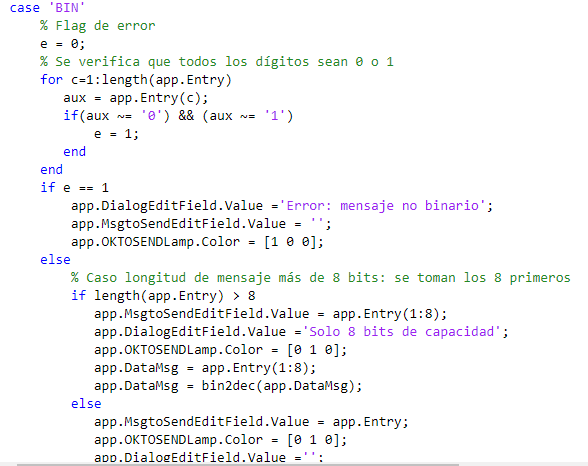 case 'BIN'
% Flag de error
e = 0;
% Se verifica que todos los dígitos sean 0 o 1
for c=1:length(app.Entry)
aux = app.Entry(c);
if(aux ~= '0') && (aux ~= '1')
e = 1;
end
end
if e == 1
app.DialogEditField.Value ='Error: mensaje no binario';
app.MsgtoSendEditField.Value = '';
app.OKTOSENDLamp.Color = [1 0 0];
else
% Caso longitud de mensaje más de 8 bits: se toman los 8 primeros
if length(app.Entry) > 8
app.MsgtoSendEditField.Value = app.Entry(1:8);
app.DialogEditField.Value ='Solo 8 bits de capacidad';
app.OKTOSENDLamp.Color = [0 1 0];
app.DataMsg = app.Entry(1:8);
app.DataMsg = bin2dec(app.DataMsg);
else
app.MsgtoSendEditField.Value = app.Entry;
app.OKTOSENDLamp.Color = [0 1 0];
app.DialogEditField.Value ='';